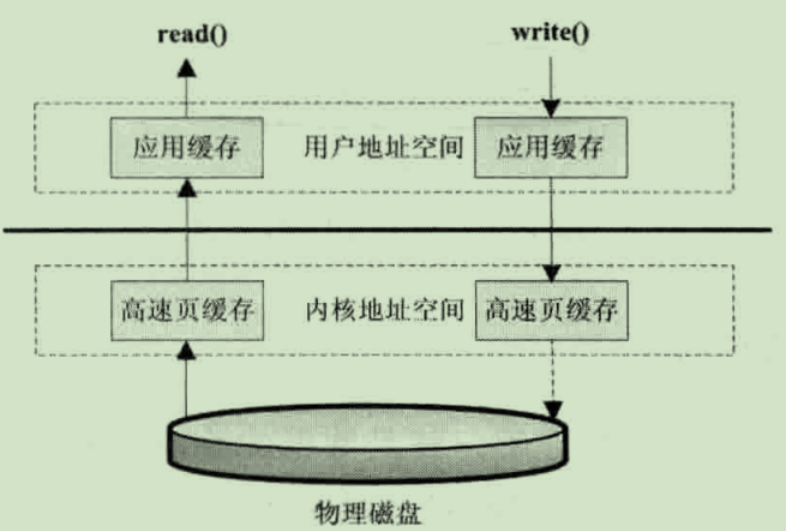 read() write()
应用缓存 用户地址空间 应用缓存
高速页缓存 内核地址空间 高速页缓存
物理磁盘